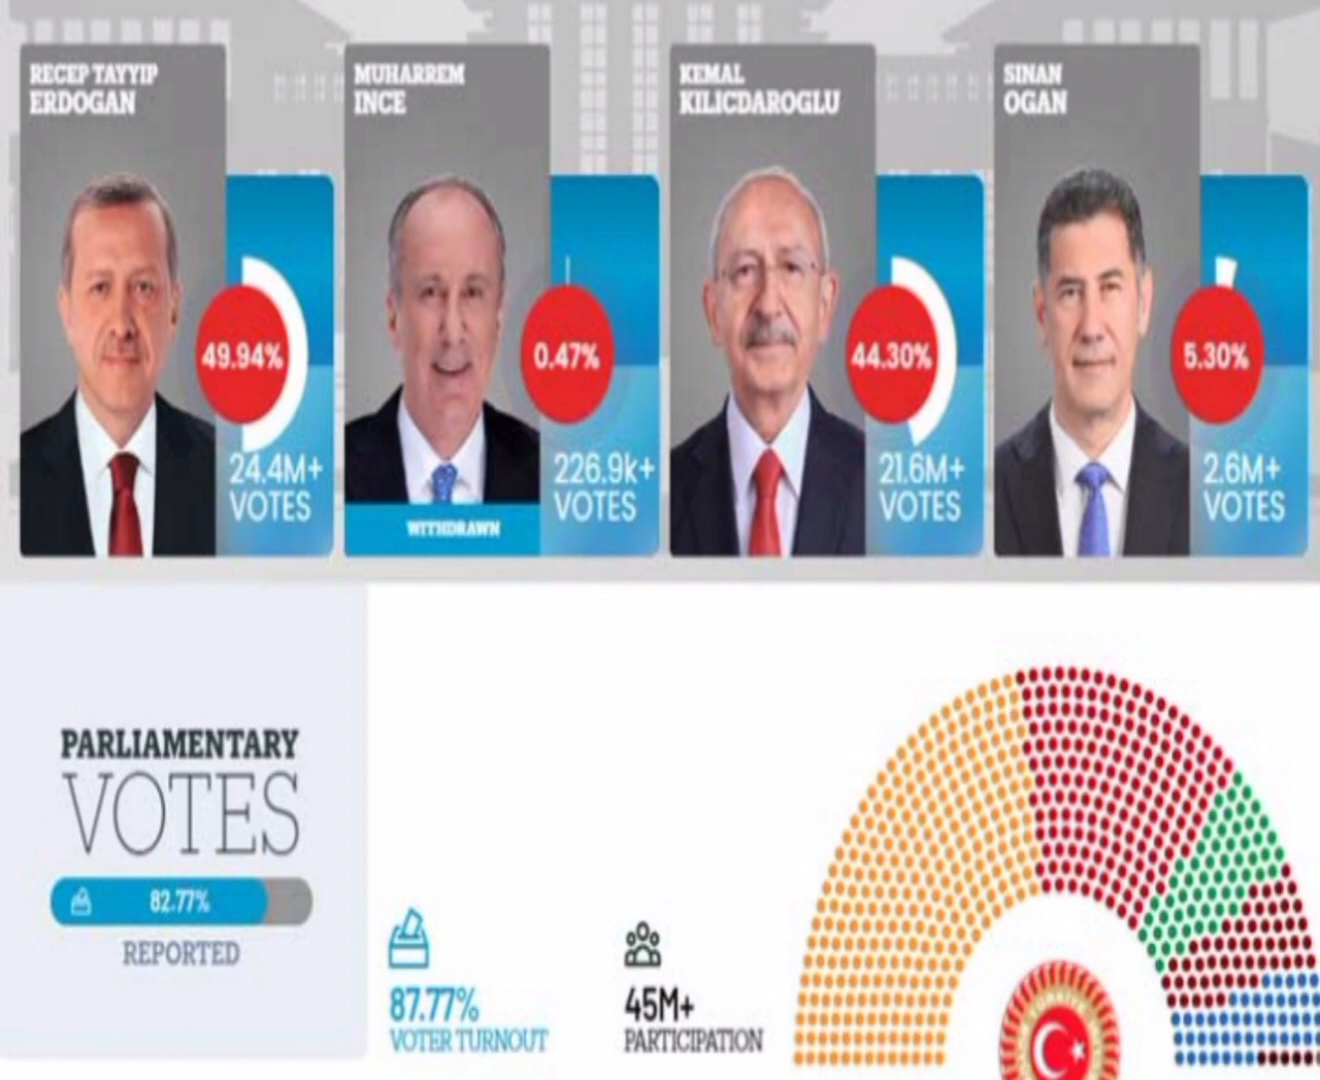 RECEP TAYYIP
ERDOGAN
49.94%
24.4M+
VOTES
MUHARREM
INCE
0.47%
226.9k+
VOTES
WITHDRAWN
KEMAL
KILICDAROGLU
44.30%
21.6M+
VOTES
SINAN
OGAN
5.30%
2.6M+
VOTES
PARLIAMENTARY
VOTES
82.77%
REPORTED
87.77%
VOTER TURNOUT
45M+
PARTICIPATION